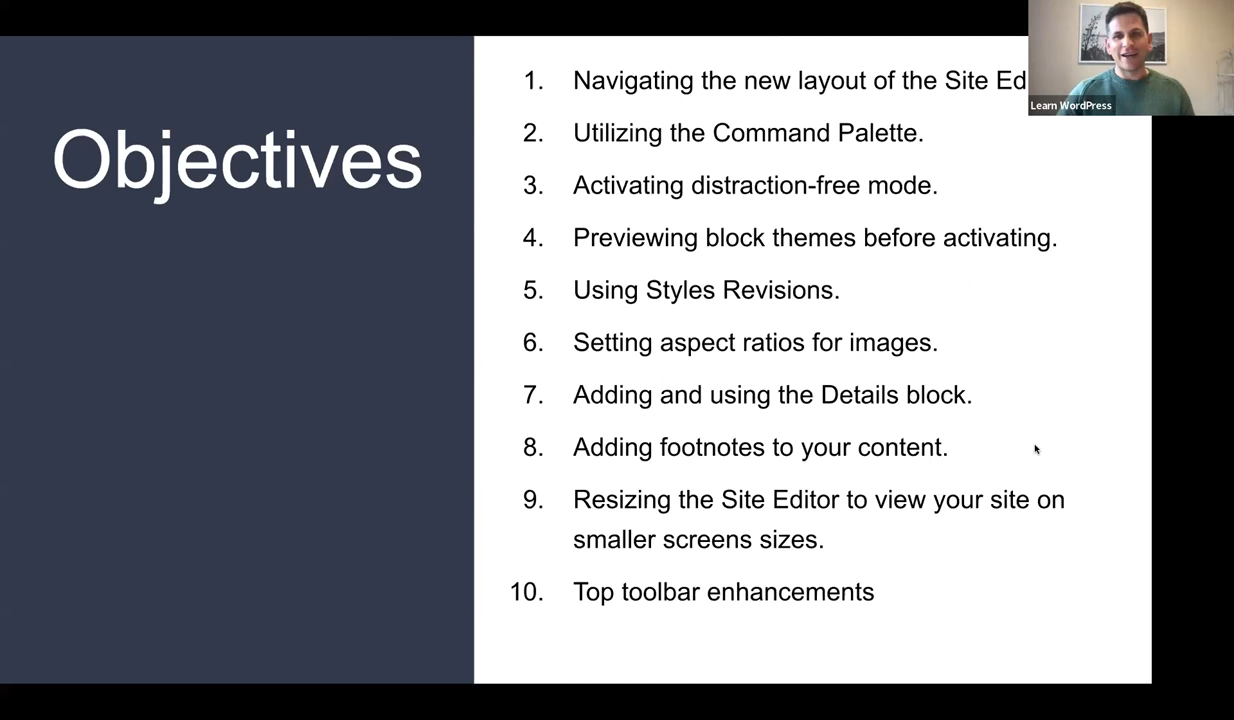 Objectives
1. Navigating the new layout of the Site Ed
2. Utilizing the Command Palette.
3. Activating distraction-free mode.
4. Previewing block themes before activating.
5. Using Styles Revisions.
6. Setting aspect ratios for images.
7. Adding and using the Details block.
8. Adding footnotes to your content.
9. Resizing the Site Editor to view your site on
smaller screens sizes.
10. Top toolbar enhancements
Learn WordPress